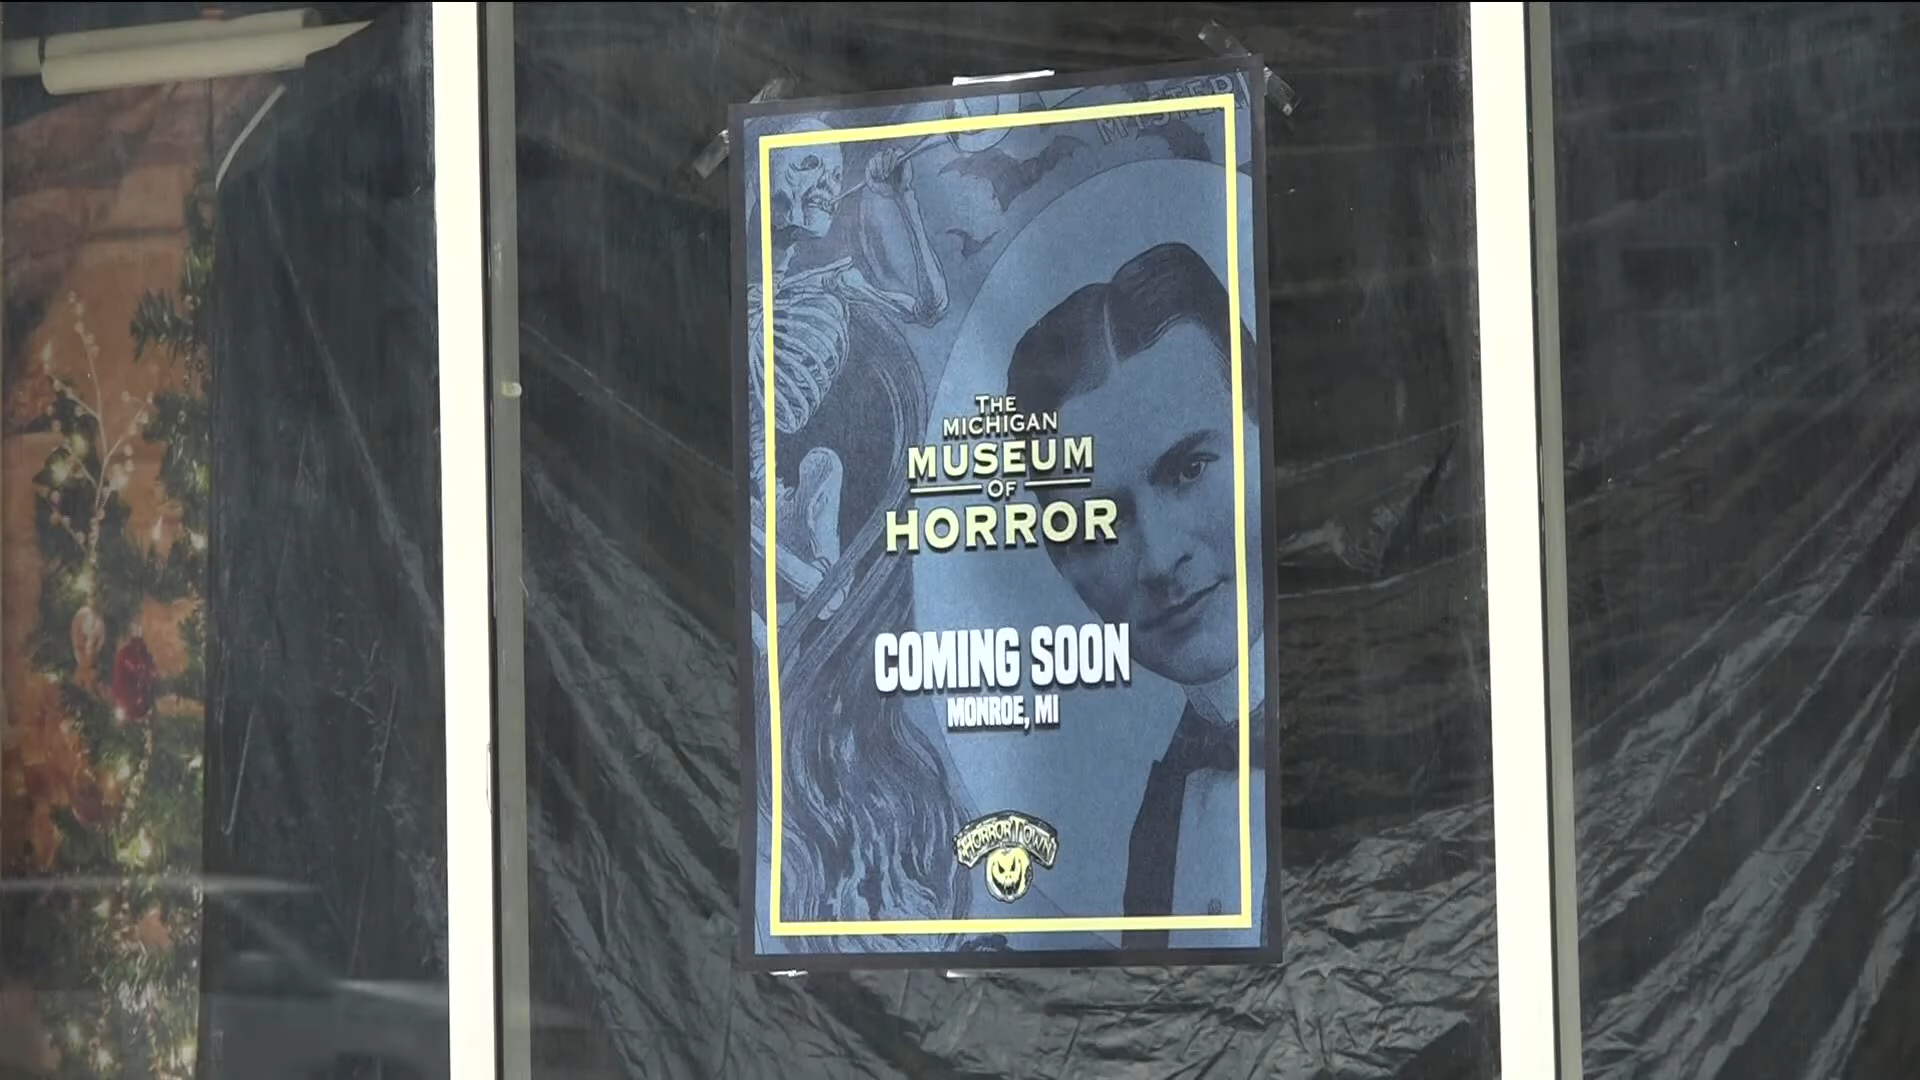 THE
MICHIGAN
MUSEUM
OF
HORROR
COMING SOON
MONROE, MI
HORRORTOWN